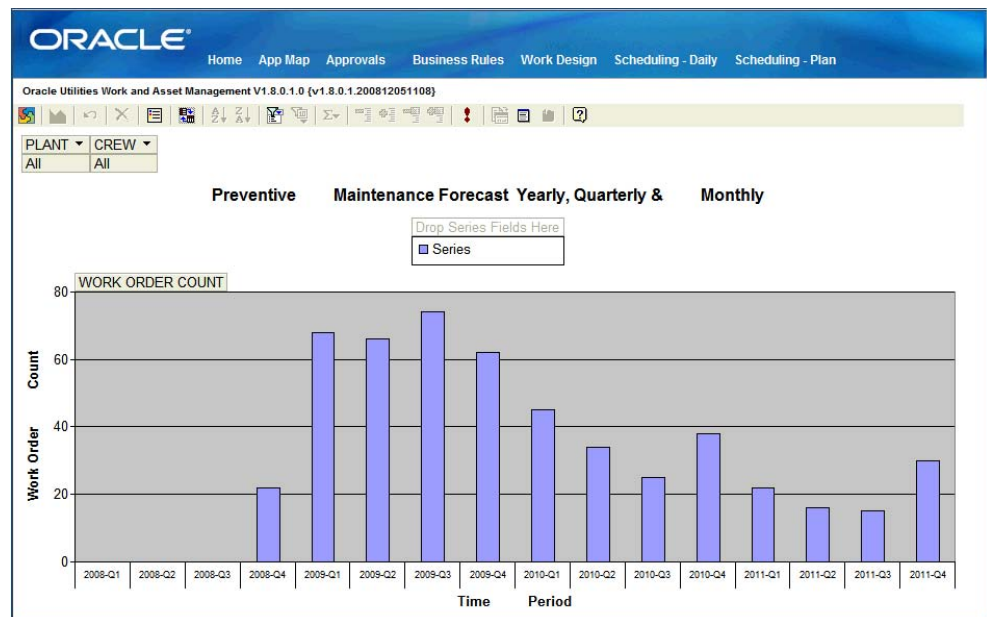 ORACLE®
Home App Map Approvals Business Rules Work Design Scheduling - Daily Scheduling - Plan
Oracle Utilities Work and Asset Management V1.8.0.1.0 {v1.8.0.1.200812051108}
PLANT CREW
All All
Preventive Maintenance Forecast Yearly, Quarterly & Monthly
Drop Series Fields Here
Series
WORK ORDER COUNT
80
60
40
20
0
Work Order Count
2008-Q1 2008-Q2 2008-Q3 2008-Q4 2009-Q1 2009-Q2 2009-Q3 2009-Q4 2010-Q1 2010-Q2 2010-Q3 2010-Q4 2011-Q1 2011-Q2 2011-Q3 2011-Q4
Time Period